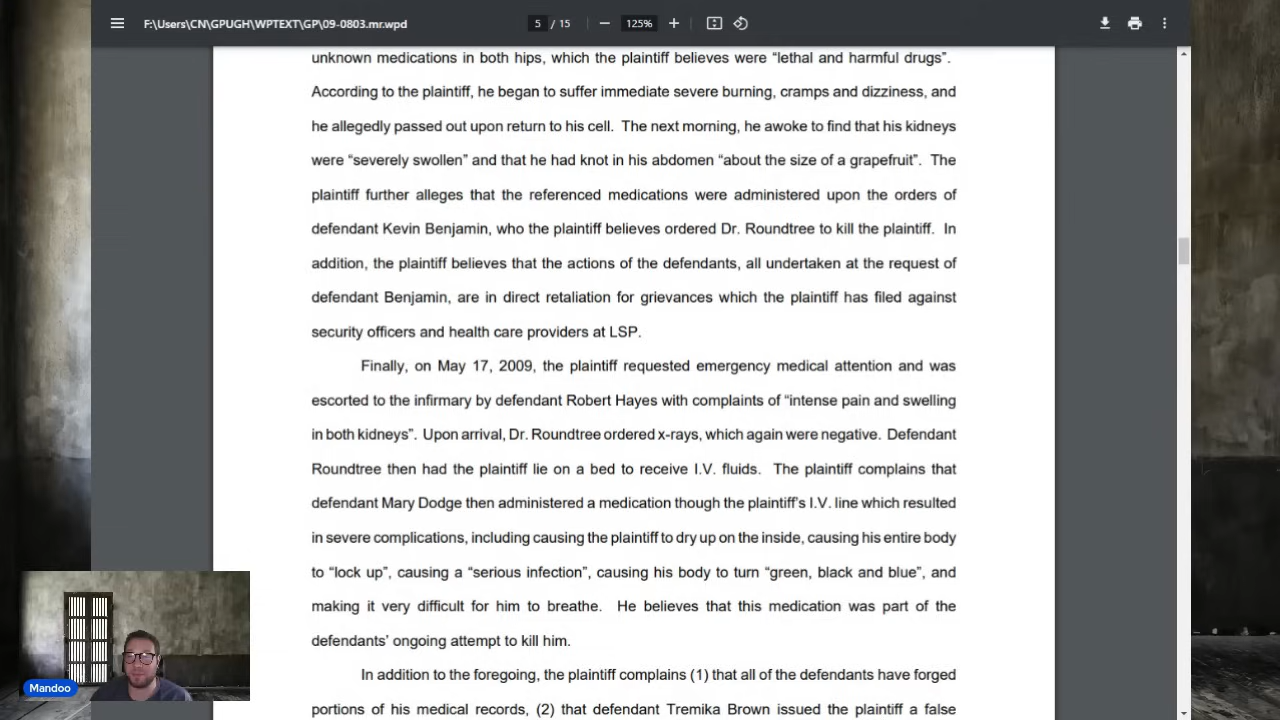 F:\Users\CN\GPUGH\WPTEXT\GP\09-0803.mr.wpd 5 / 15 125%
unknown medications in both hips, which the plaintiff believes were “lethal and harmful drugs”.
According to the plaintiff, he began to suffer immediate severe burning, cramps and dizziness, and
he allegedly passed out upon return to his cell. The next morning, he awoke to find that his kidneys
were “severely swollen” and that he had knot in his abdomen “about the size of a grapefruit”. The
plaintiff further alleges that the referenced medications were administered upon the orders of
defendant Kevin Benjamin, who the plaintiff believes ordered Dr. Roundtree to kill the plaintiff. In
addition, the plaintiff believes that the actions of the defendants, all undertaken at the request of
defendant Benjamin, are in direct retaliation for grievances which the plaintiff has filed against
security officers and health care providers at LSP.
Finally, on May 17, 2009, the plaintiff requested emergency medical attention and was
escorted to the infirmary by defendant Robert Hayes with complaints of “intense pain and swelling
in both kidneys”. Upon arrival, Dr. Roundtree ordered x-rays, which again were negative. Defendant
Roundtree then had the plaintiff lie on a bed to receive I.V. fluids. The plaintiff complains that
defendant Mary Dodge then administered a medication though the plaintiff’s I.V. line which resulted
in severe complications, including causing the plaintiff to dry up on the inside, causing his entire body
to “lock up”, causing a “serious infection”, causing his body to turn “green, black and blue”, and
making it very difficult for him to breathe. He believes that this medication was part of the
defendants’ ongoing attempt to kill him.
In addition to the foregoing, the plaintiff complains (1) that all of the defendants have forged
portions of his medical records, (2) that defendant Tremika Brown issued the plaintiff a false
Mandoo